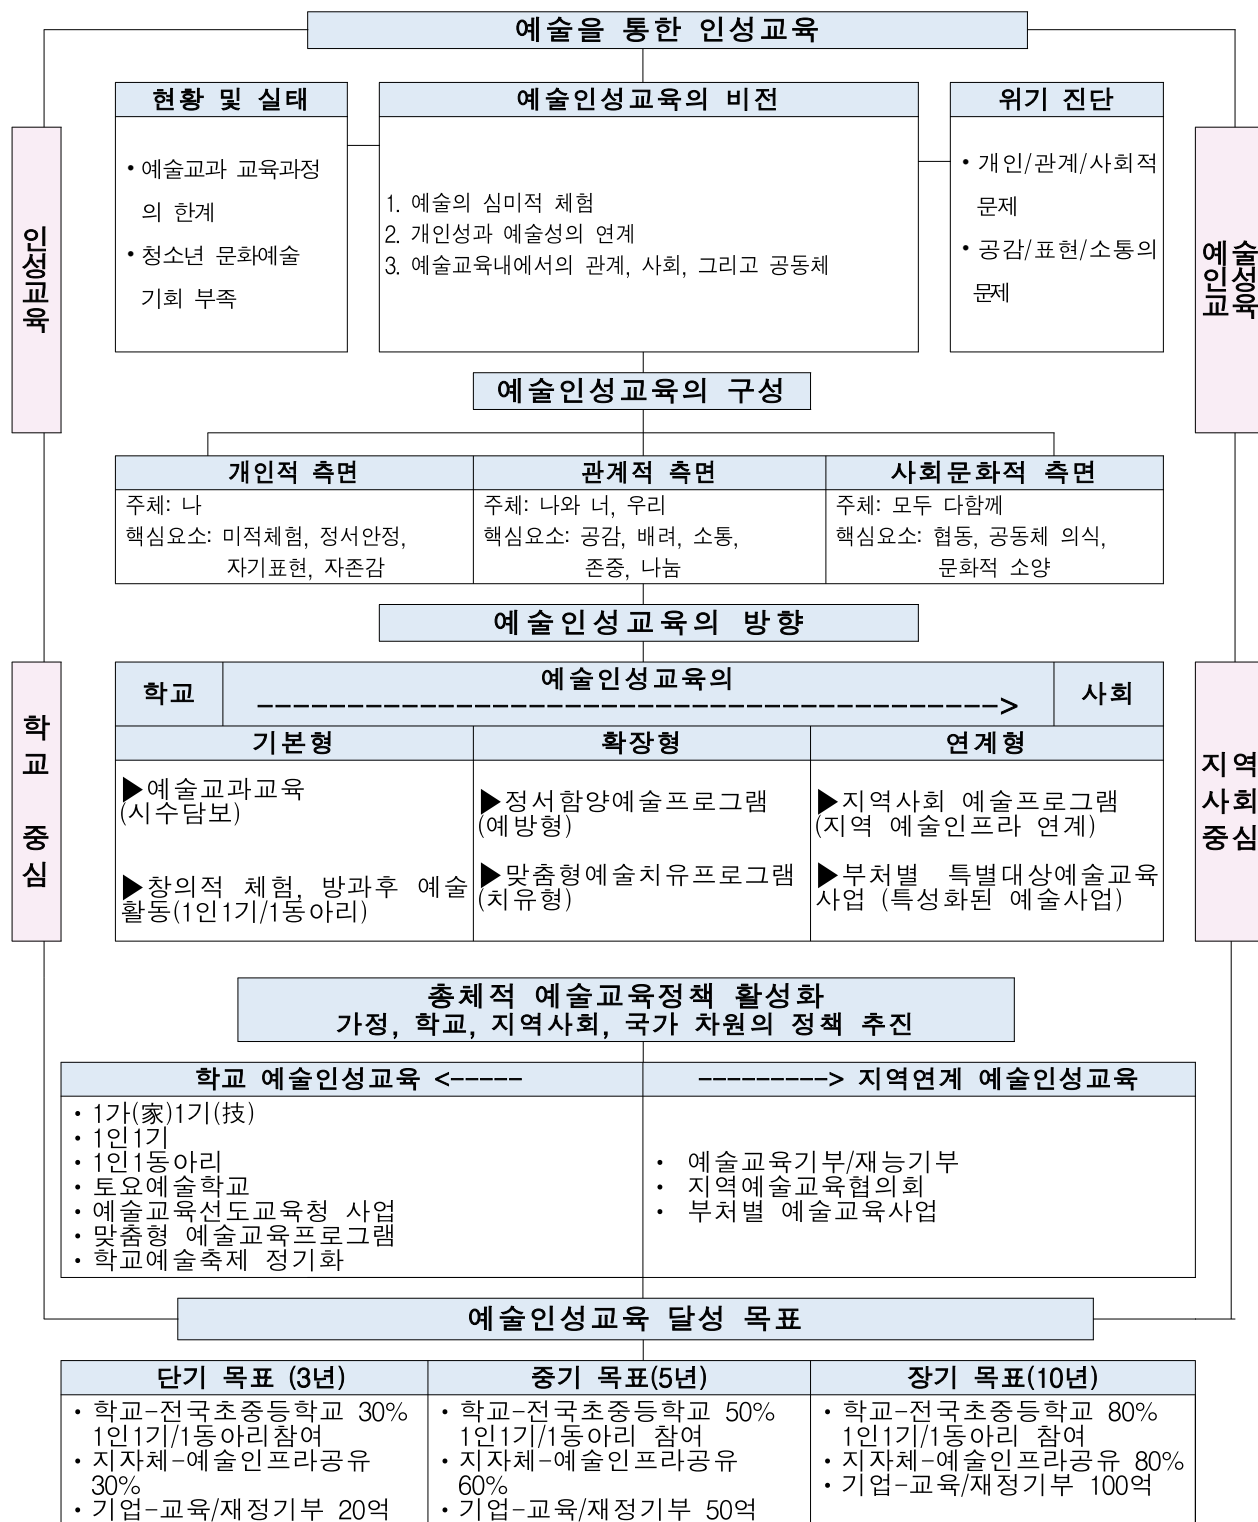 예술을 통한 인성교육
현황 및 실태
• 예술교과 교육과정
의 한계
• 청소년 문화예술
기회 부족
예술인성교육의 비전
1. 예술의 심미적 체험
2. 개인성과 예술성의 연계
3. 예술교육내에서의 관계, 사회, 그리고 공동체
위기 진단
• 개인/관계/사회적
문제
• 공감/표현/소통의
문제
인성교육
예술
인성
교육
예술인성교육의 구성
개인적 측면
주체: 나
핵심요소: 미적체험, 정서안정,
자기표현, 자존감
관계적 측면
주체: 나와 너, 우리
핵심요소: 공감, 배려, 소통,
존중, 나눔
사회문화적 측면
주체: 모두 다함께
핵심요소: 협동, 공동체 의식,
문화적 소양
예술인성교육의 방향
학교 중심
지역
사회
중심
학교
예술인성교육의
----------------------------------------->
사회
기본형
▶예술교과교육
(시수담보)
▶창의적 체험, 방과후 예술
활동(1인1기/1동아리)
확장형
▶정서함양예술프로그램
(예방형)
▶맞춤형예술치유프로그램
(치유형)
연계형
▶지역사회 예술프로그램
(지역 예술인프라 연계)
▶부처별 특별대상예술교육
사업 (특성화된 예술사업)
총체적 예술교육정책 활성화
가정, 학교, 지역사회, 국가 차원의 정책 추진
학교 예술인성교육 <-----
• 1가(家)1기(技)
• 1인1기
• 1인1동아리
• 토요예술학교
• 예술교육선도교육청 사업
• 맞춤형 예술교육프로그램
• 학교예술축제 정기화
---------> 지역연계 예술인성교육
• 예술교육기부/재능기부
• 지역예술교육협의회
• 부처별 예술교육사업
예술인성교육 달성 목표
단기 목표 (3년)
• 학교-전국초중등학교 30%
1인1기/1동아리참여
• 지자체-예술인프라공유
30%
• 기업-교육/재정기부 20억
중기 목표(5년)
• 학교-전국초중등학교 50%
1인1기/1동아리 참여
• 지자체-예술인프라공유
60%
• 기업-교육/재정기부 50억
장기 목표(10년)
• 학교-전국초중등학교 80%
1인1기/1동아리 참여
• 지자체-예술인프라공유 80%
• 기업-교육/재정기부 100억